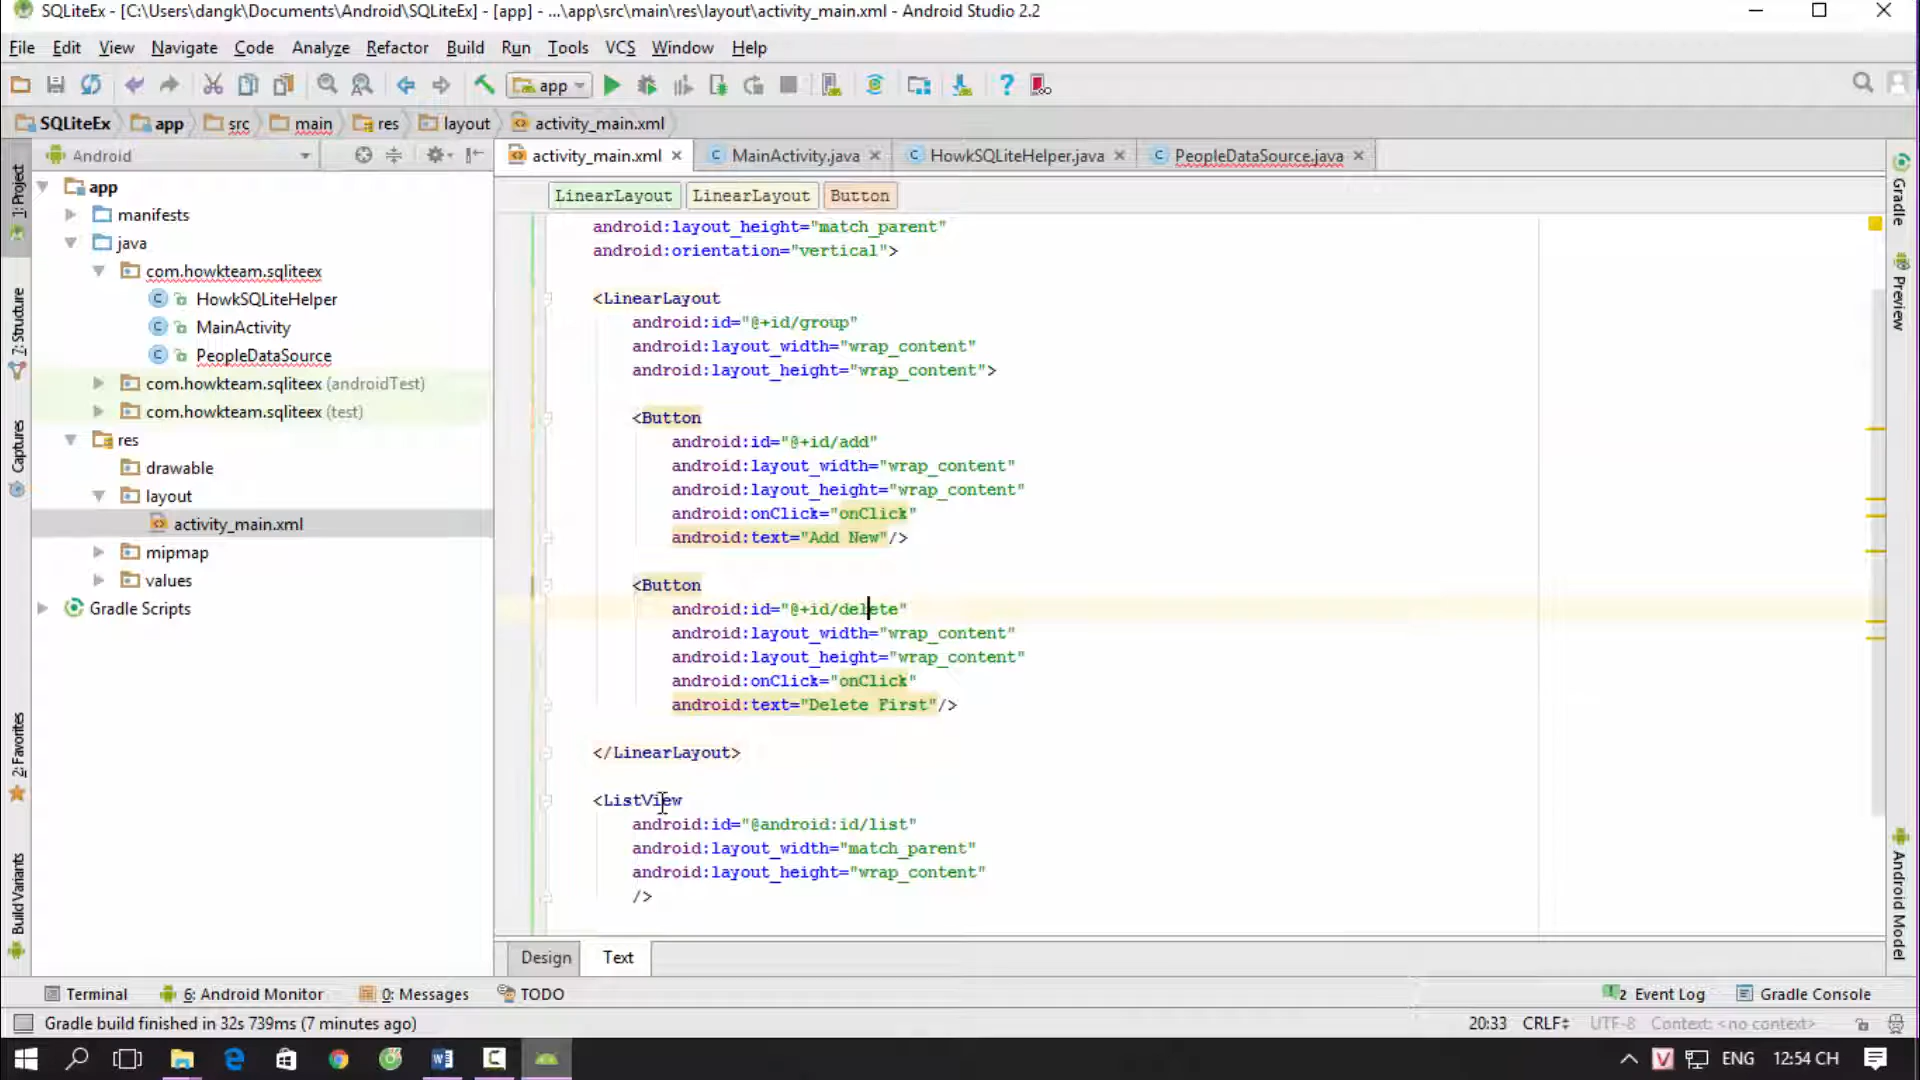 SQLiteEx - [C:\Users\dangk\Documents\Android\SQLiteEx] - [app] - ...\app\src\main\res\layout\activity_main.xml - Android Studio 2.2
File Edit View Navigate Code Analyze Refactor Build Run Tools VCS Window Help
app
SQLiteEx app src main res layout activity_main.xml
Android
activity_main.xml MainActivity.java HowkSQLiteHelper.java PeopleDataSource.java
LinearLayout LinearLayout Button
1: Project
7: Structure
Captures
2: Favorites
Build Variants
app
manifests
java
com.howkteam.sqliteex
HowkSQLiteHelper
MainActivity
PeopleDataSource
com.howkteam.sqliteex (androidTest)
com.howkteam.sqliteex (test)
res
drawable
layout
activity_main.xml
mipmap
values
Gradle Scripts
android:layout_height="match_parent"
android:orientation="vertical">
<LinearLayout
android:id="@+id/group"
android:layout_width="wrap_content"
android:layout_height="wrap_content">
<Button
android:id="@+id/add"
android:layout_width="wrap_content"
android:layout_height="wrap_content"
android:onClick="onClick"
android:text="Add New"/>
<Button
android:id="@+id/delete"
android:layout_width="wrap_content"
android:layout_height="wrap_content"
android:onClick="onClick"
android:text="Delete First"/>
</LinearLayout>
<ListView
android:id="@android:id/list"
android:layout_width="match_parent"
android:layout_height="wrap_content"
/>
Gradle
Preview
Android Model
Design Text
Terminal 6: Android Monitor 0: Messages TODO 2 Event Log Gradle Console
Gradle build finished in 32s 739ms (7 minutes ago) 20:33 CRLF UTF-8 Context: <no context>
ENG 12:54 CH